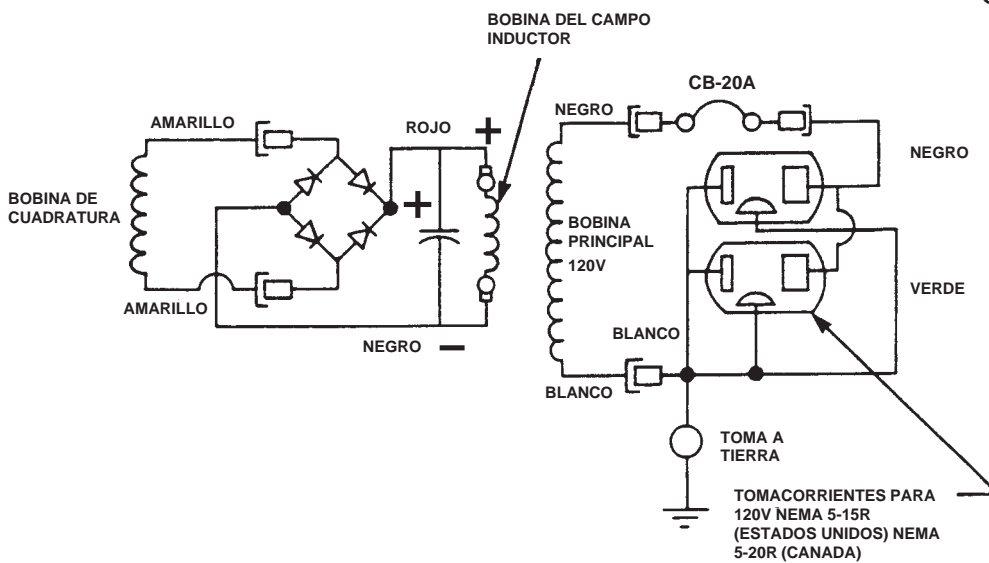 BOBINA DEL CAMPO
INDUCTOR
CB-20A
NEGRO
AMARILLO
ROJO +
NEGRO
BOBINA DE
CUADRATURA
+
BOBINA
PRINCIPAL
120V
AMARILLO
VERDE
NEGRO —
BLANCO
BLANCO
TOMA A
TIERRA
TOMACORRIENTES PARA
120V NEMA 5-15R
(ESTADOS UNIDOS) NEMA
5-20R (CANADA)